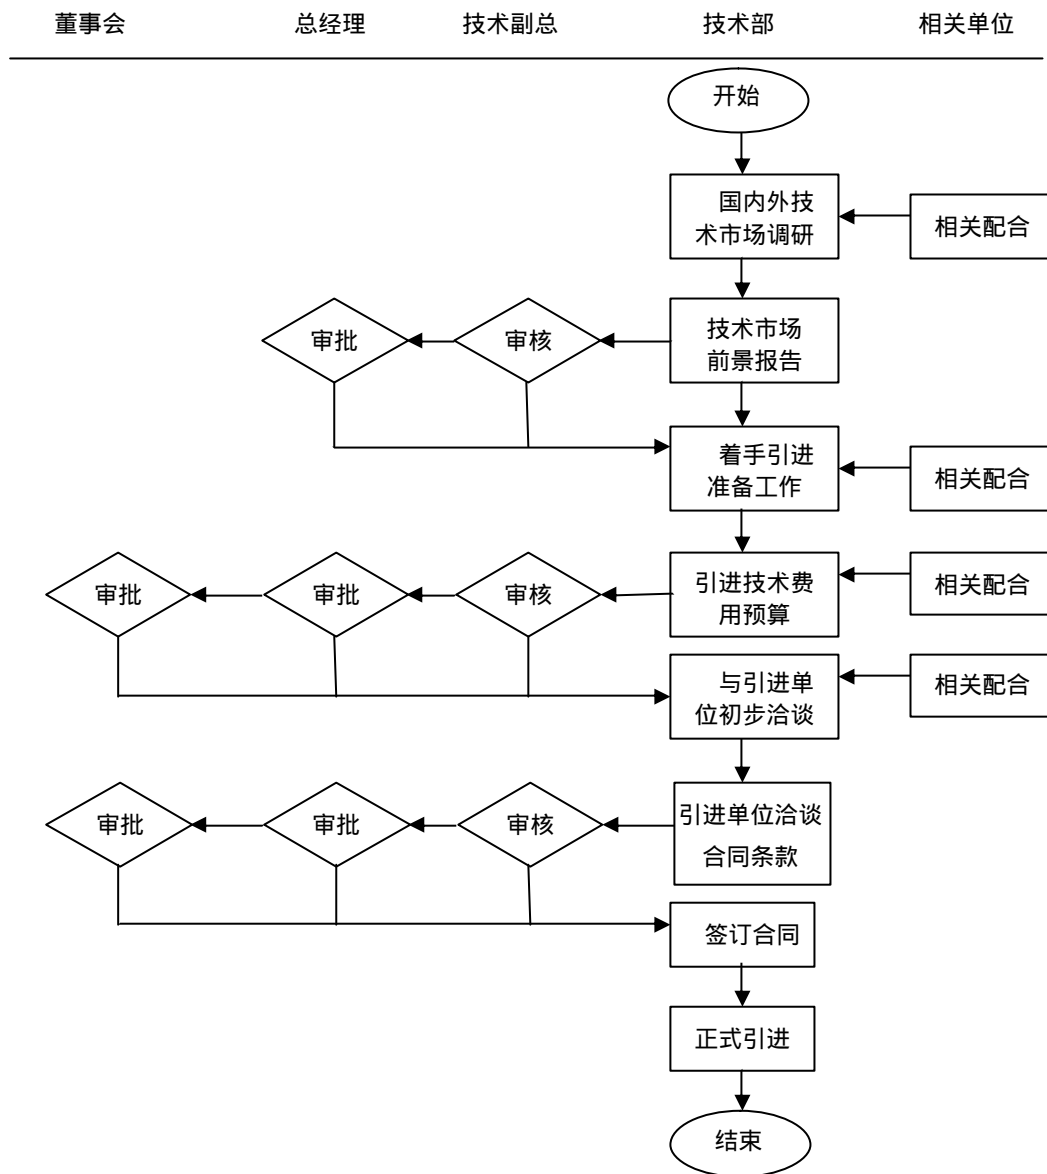 董事会 总经理 技术副总 技术部 相关单位
开始
国内外技
术市场调研
相关配合
审批 审核 技术市场
前景报告
着手引进
准备工作
相关配合
审批 审批 审核 引进技术费
用预算
相关配合
与引进单
位初步洽谈
相关配合
审批 审批 审核 引进单位洽谈
合同条款
签订合同
正式引进
结束